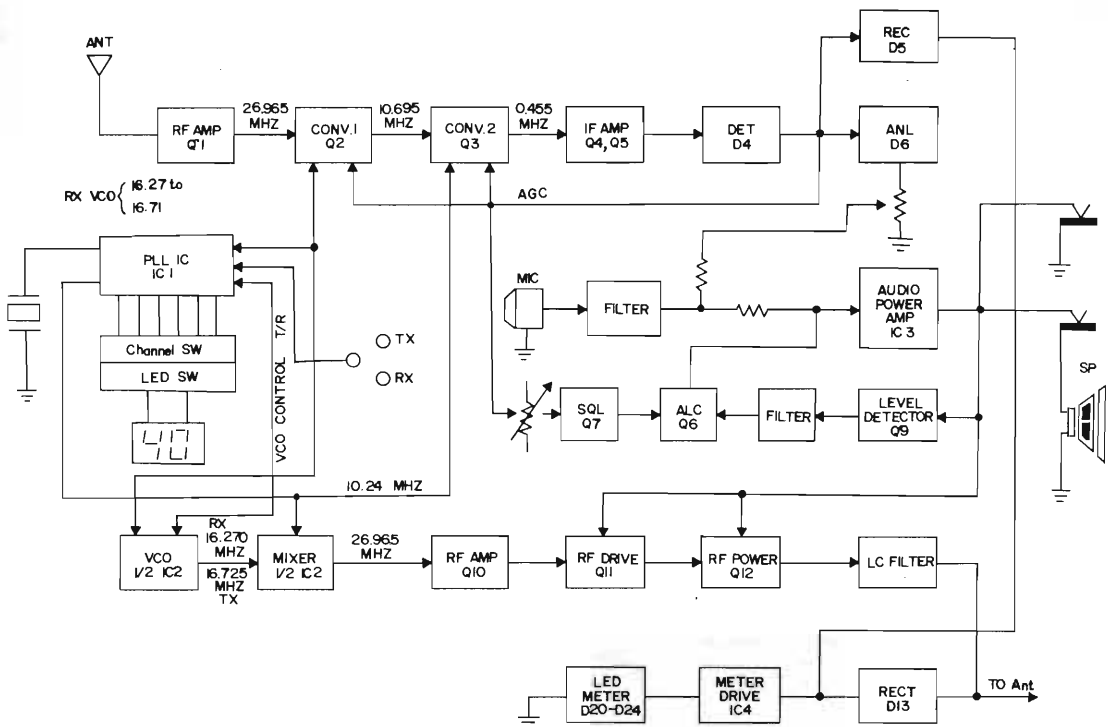 ANT
REC
D5
26.965
MHZ
10.695
MHZ
0.455
MHZ
RF AMP
Q1
CONV.1
Q2
CONV.2
Q3
IF AMP
Q4,Q5
DET
D4
ANL
D6
AGC
RX VCO { 16.27 to
16.71
PLL IC
IC1
MIC
FILTER
AUDIO
POWER
AMP
IC3
Channel SW
LED SW
40
VCO CONTROL T/R
TX
RX
SQL
Q7
ALC
Q6
FILTER
LEVEL
DETECTOR
Q9
SP
10.24 MHZ
RX
16.270
MHZ
16.725
MHZ
TX
VCO
1/2 IC2
MIXER
1/2 IC2
26.965
MHZ
RF AMP
Q10
RF DRIVE
Q11
RF POWER
Q12
LC FILTER
LED
METER
D20-D24
METER
DRIVE
IC4
RECT
D13
TO Ant